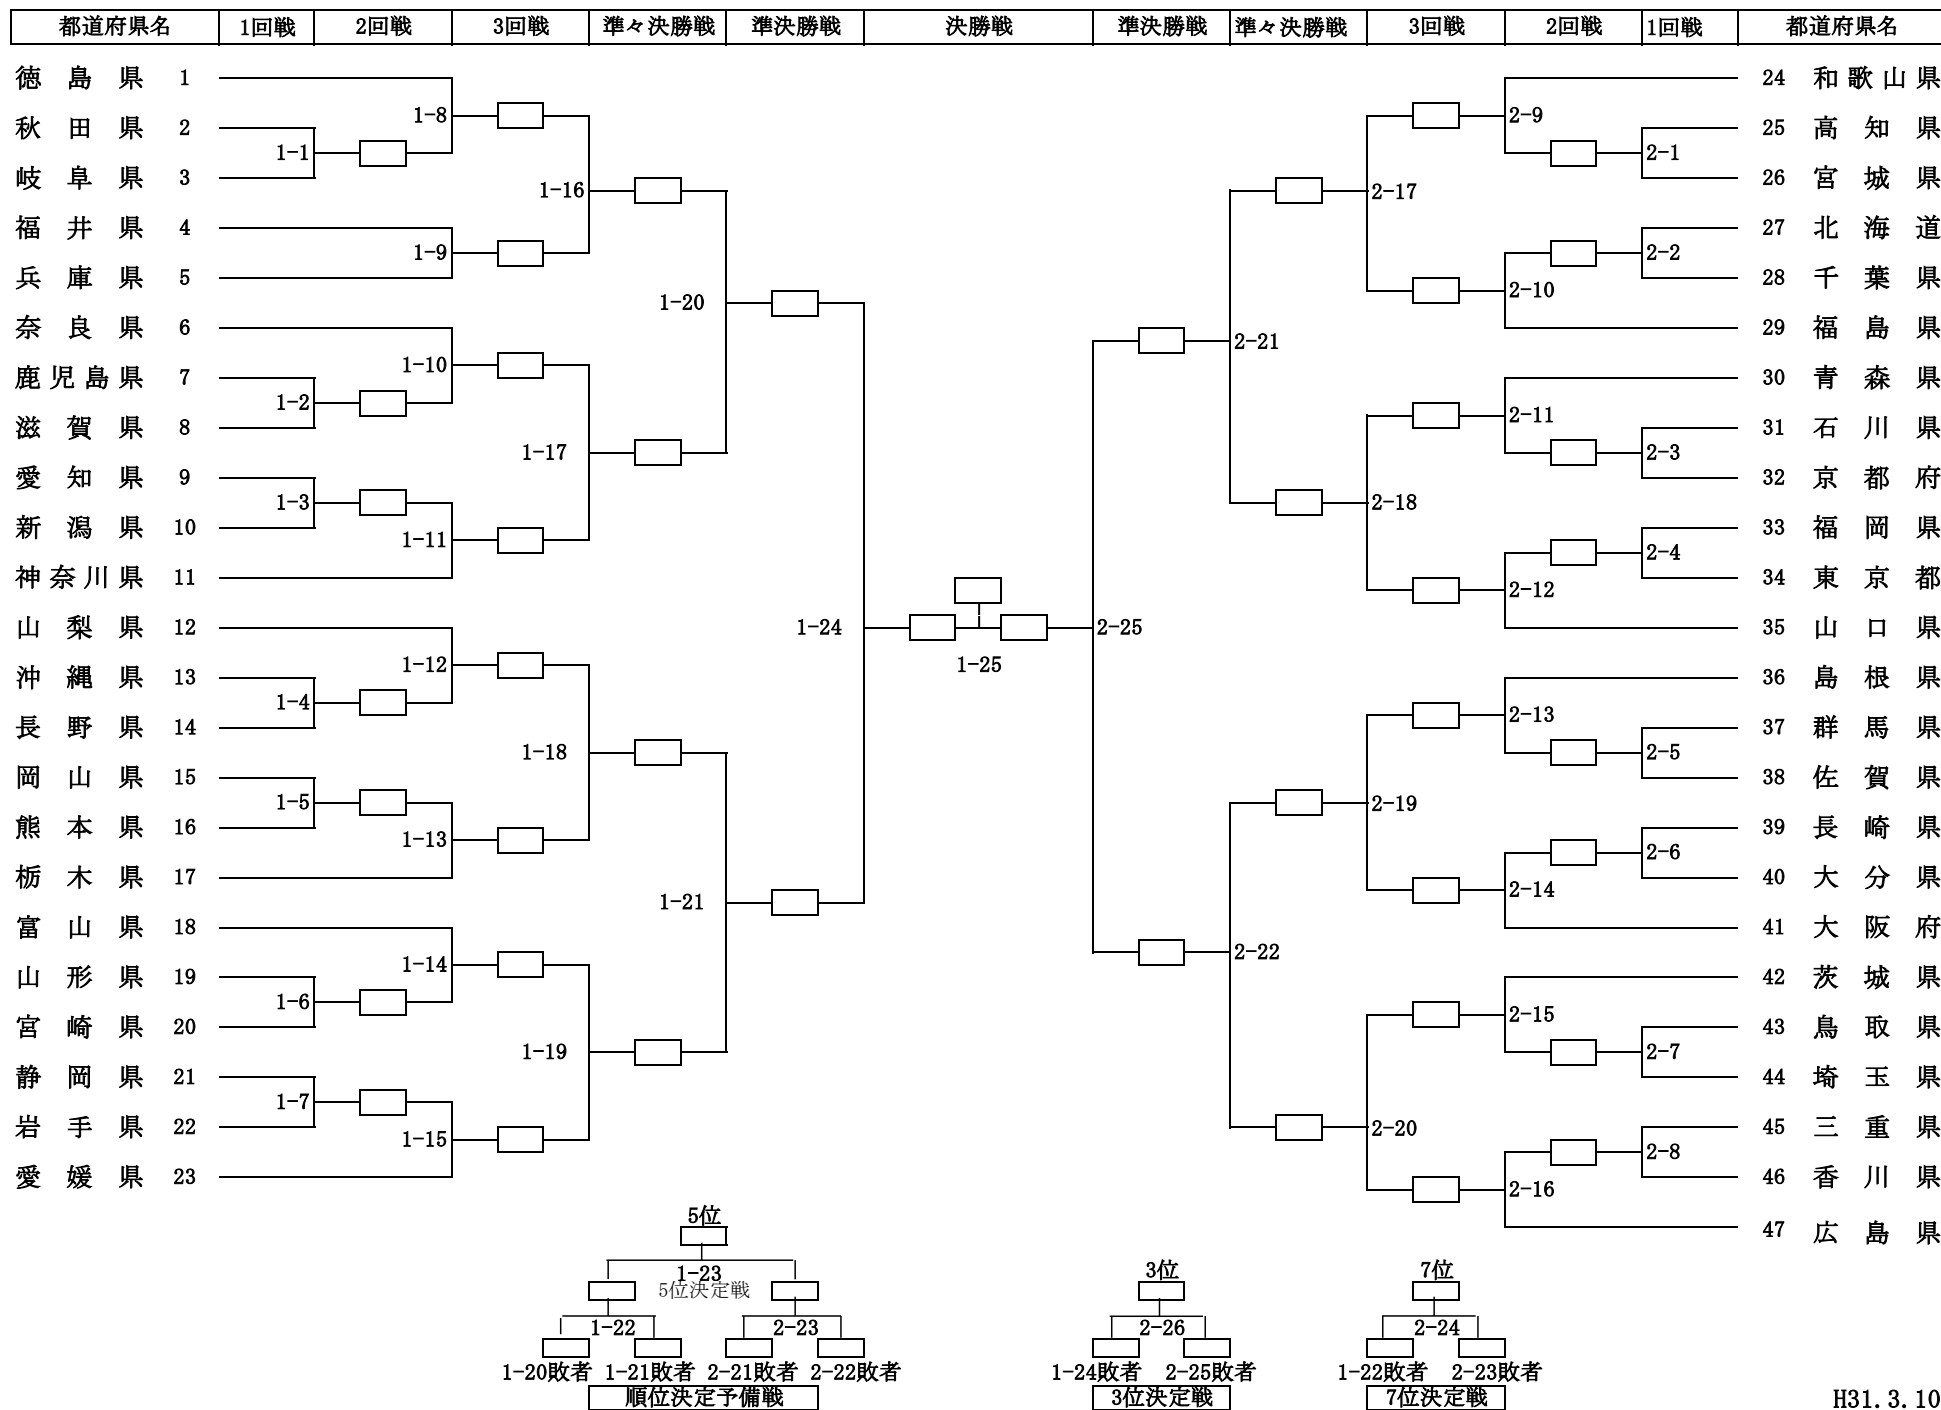 都道府県名 1回戦 2回戦 3回戦 準々決勝戦 準決勝戦 決勝戦 準決勝戦 準々決勝戦 3回戦 2回戦 1回戦 都道府県名
徳島県 1 24 和歌山県
1-8 2-9
秋田県 2 25 高知県
1-1 2-1
岐阜県 3 26 宮城県
1-16 2-17
福井県 4 27 北海道
1-9 2-2
兵庫県 5 28 千葉県
2-10
1-20
奈良県 6 29 福島県
2-21
1-10
鹿児島県 7 30 青森県
1-2 2-11
滋賀県 8 31 石川県
1-17 2-3
愛知県 9 32 京都府
1-3 2-18
新潟県 10 33 福岡県
1-11 2-4
神奈川県 11 34 東京都
2-12
山梨県 12 1-24 2-25 35 山口県
1-12 1-25
沖縄県 13 36 島根県
1-4 2-13
長野県 14 37 群馬県
1-18 2-5
岡山県 15 38 佐賀県
1-5 2-19
熊本県 16 39 長崎県
1-13 2-6
栃木県 17 40 大分県
1-21 2-14
富山県 18 41 大阪府
2-22
1-14
山形県 19 42 茨城県
1-6 2-15
宮崎県 20 43 鳥取県
1-19 2-7
静岡県 21 44 埼玉県
1-7
岩手県 22 2-20 45 三重県
1-15 2-8
愛媛県 23 46 香川県
2-16
5位 47 広島県
1-23 3位 7位
5位決定戦
1-22 2-23 2-26 2-24
1-20敗者 1-21敗者 2-21敗者 2-22敗者 1-24敗者 2-25敗者 1-22敗者 2-23敗者
順位決定予備戦 3位決定戦 7位決定戦 H31.3.10